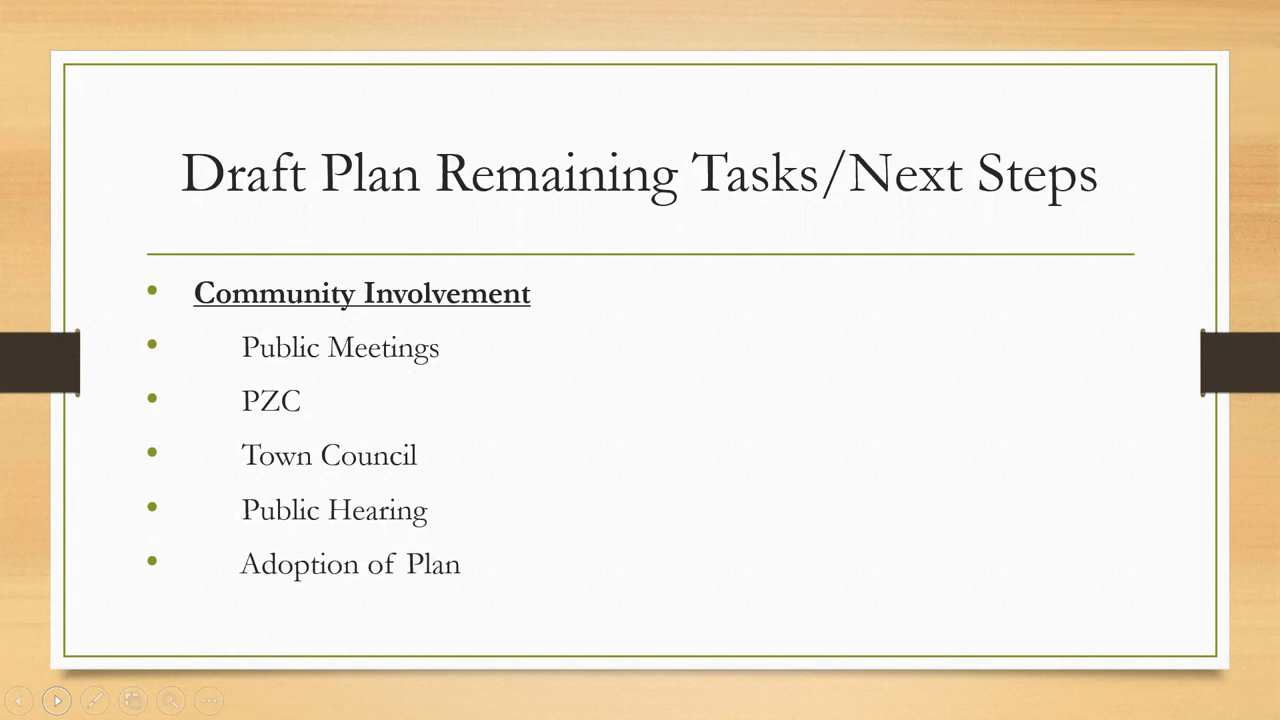 Draft Plan Remaining Tasks/Next Steps
• Community Involvement
• Public Meetings
• PZC
• Town Council
• Public Hearing
• Adoption of Plan